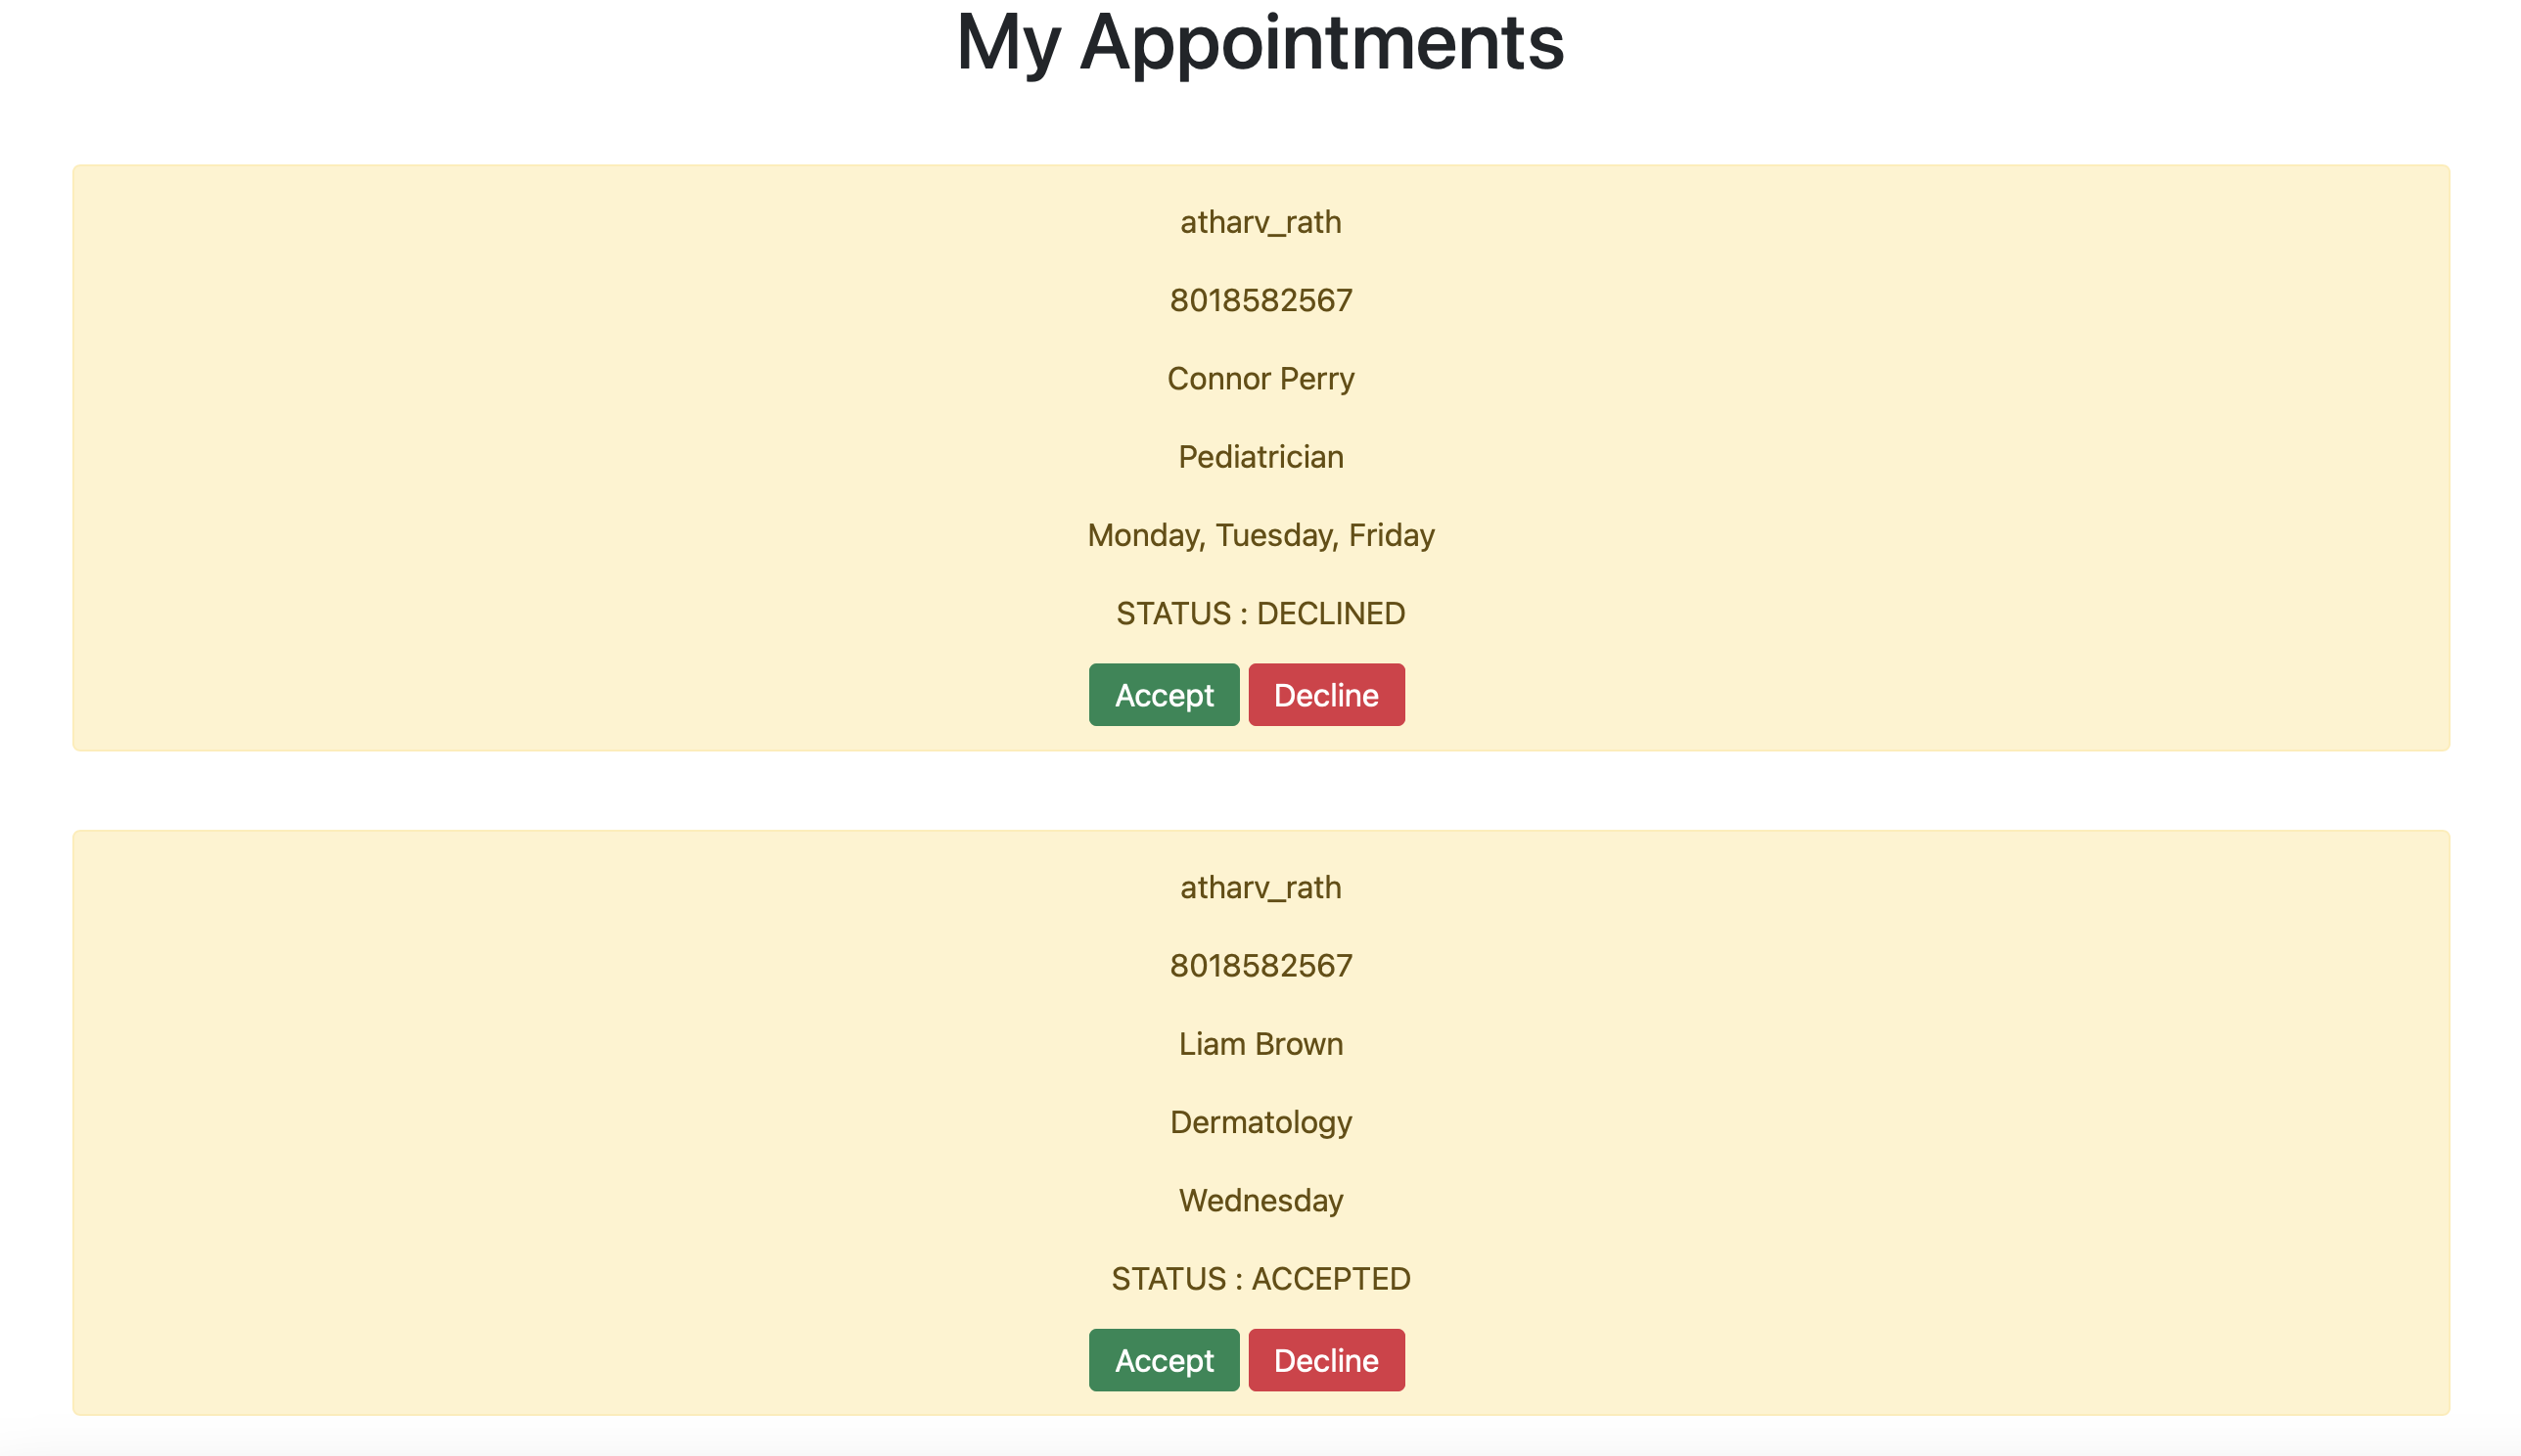 My Appointments
atharv_rath
8018582567
Connor Perry
Pediatrician
Monday, Tuesday, Friday
STATUS : DECLINED
Accept Decline
atharv_rath
8018582567
Liam Brown
Dermatology
Wednesday
STATUS : ACCEPTED
Accept Decline